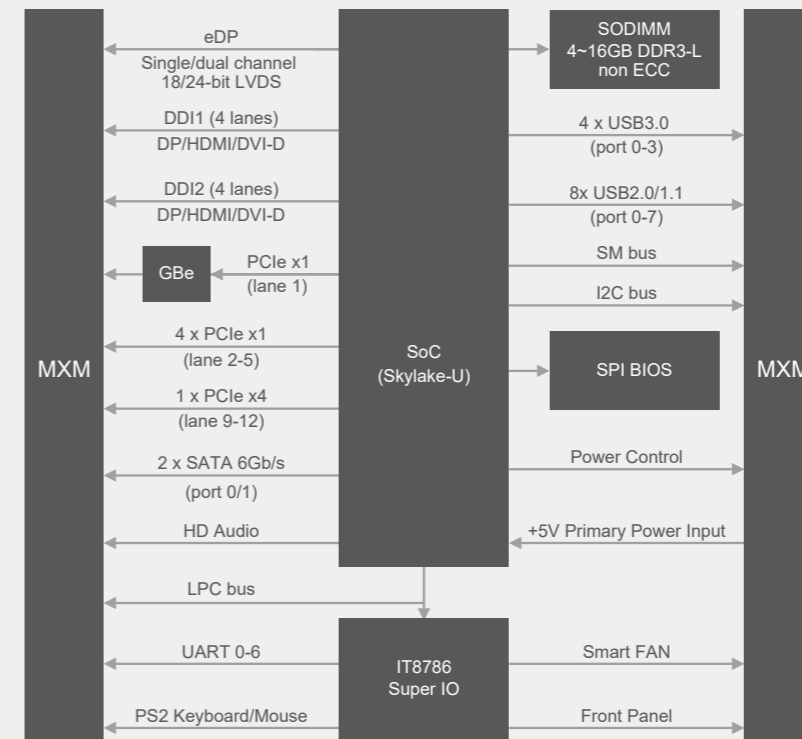 eDP
Single/dual channel
18/24-bit LVDS
DDI1 (4 lanes)
DP/HDMI/DVI-D
DDI2 (4 lanes)
DP/HDMI/DVI-D
GBe
PCIe x1
(lane 1)
4 x PCIe x1
(lane 2-5)
MXM
1 x PCIe x4
(lane 9-12)
2 x SATA 6Gb/s
(port 0/1)
HD Audio
LPC bus
UART 0-6
PS2 Keyboard/Mouse
SoC
(Skylake-U)
IT8786
Super IO
SODIMM
4~16GB DDR3-L
non ECC
4 x USB3.0
(port 0-3)
8x USB2.0/1.1
(port 0-7)
SM bus
I2C bus
SPI BIOS
Power Control
+5V Primary Power Input
Smart FAN
Front Panel
MXM